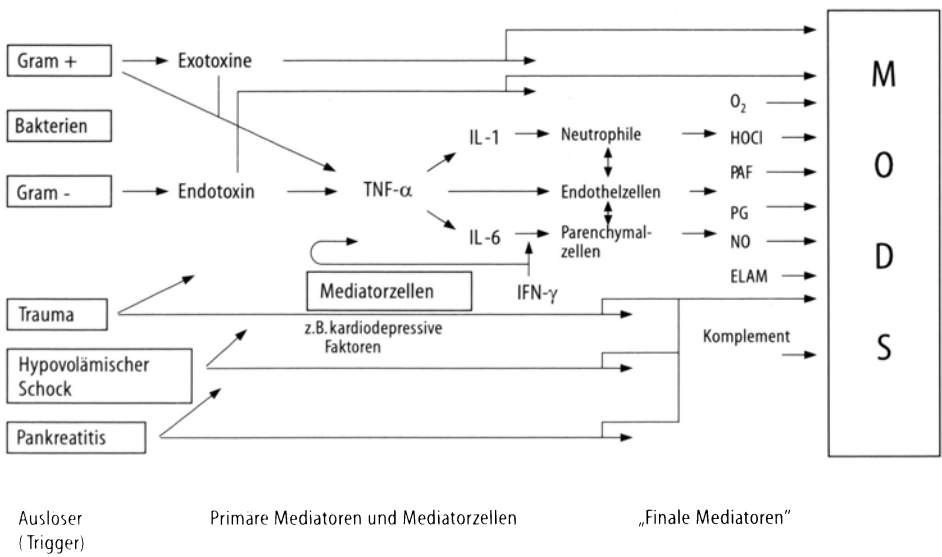 Gram +
Exotoxine
Bakterien
Gram -
Endotoxin
TNF-α
IL-1
IL-6
Neutrophile
Endothelzellen
Parenchymal-
zellen
IFN-γ
Mediatorzellen
z.B. kardiodepressive
Faktoren
Trauma
Hypovolämischer
Schock
Pankreatitis
O₂
HOCl
PAF
PG
NO
ELAM
Komplement
M
O
D
S
Ausloser
(Trigger)
Primäre Mediatoren und Mediatorzellen
„Finale Mediatoren”